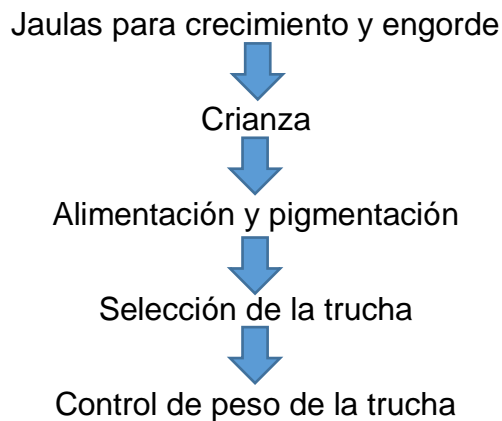 Jaulas para crecimiento y engorde
Crianza
Alimentación y pigmentación
Selección de la trucha
Control de peso de la trucha